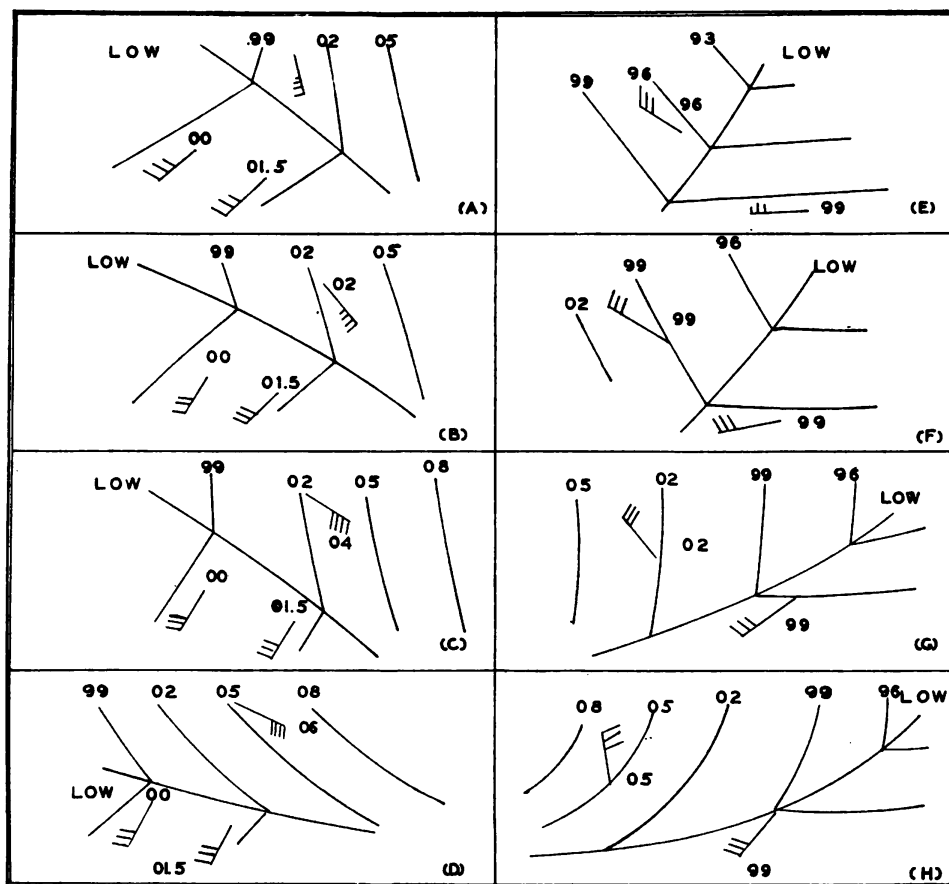 .99 02 05
LOW
00
01.5
(A)
93
LOW
99 96
96
99
(E)
LOW 99 02 05
02
00
01.5
(B)
96
99
LOW
02
99
99
(F)
99 02 05 08
LOW
04
00
01.5
(C)
05 02 99 96
LOW
02
99
(G)
99 02 05 08
06
LOW 00
01.5
(D)
08 05 02 99 96 LOW
05
99
(H)